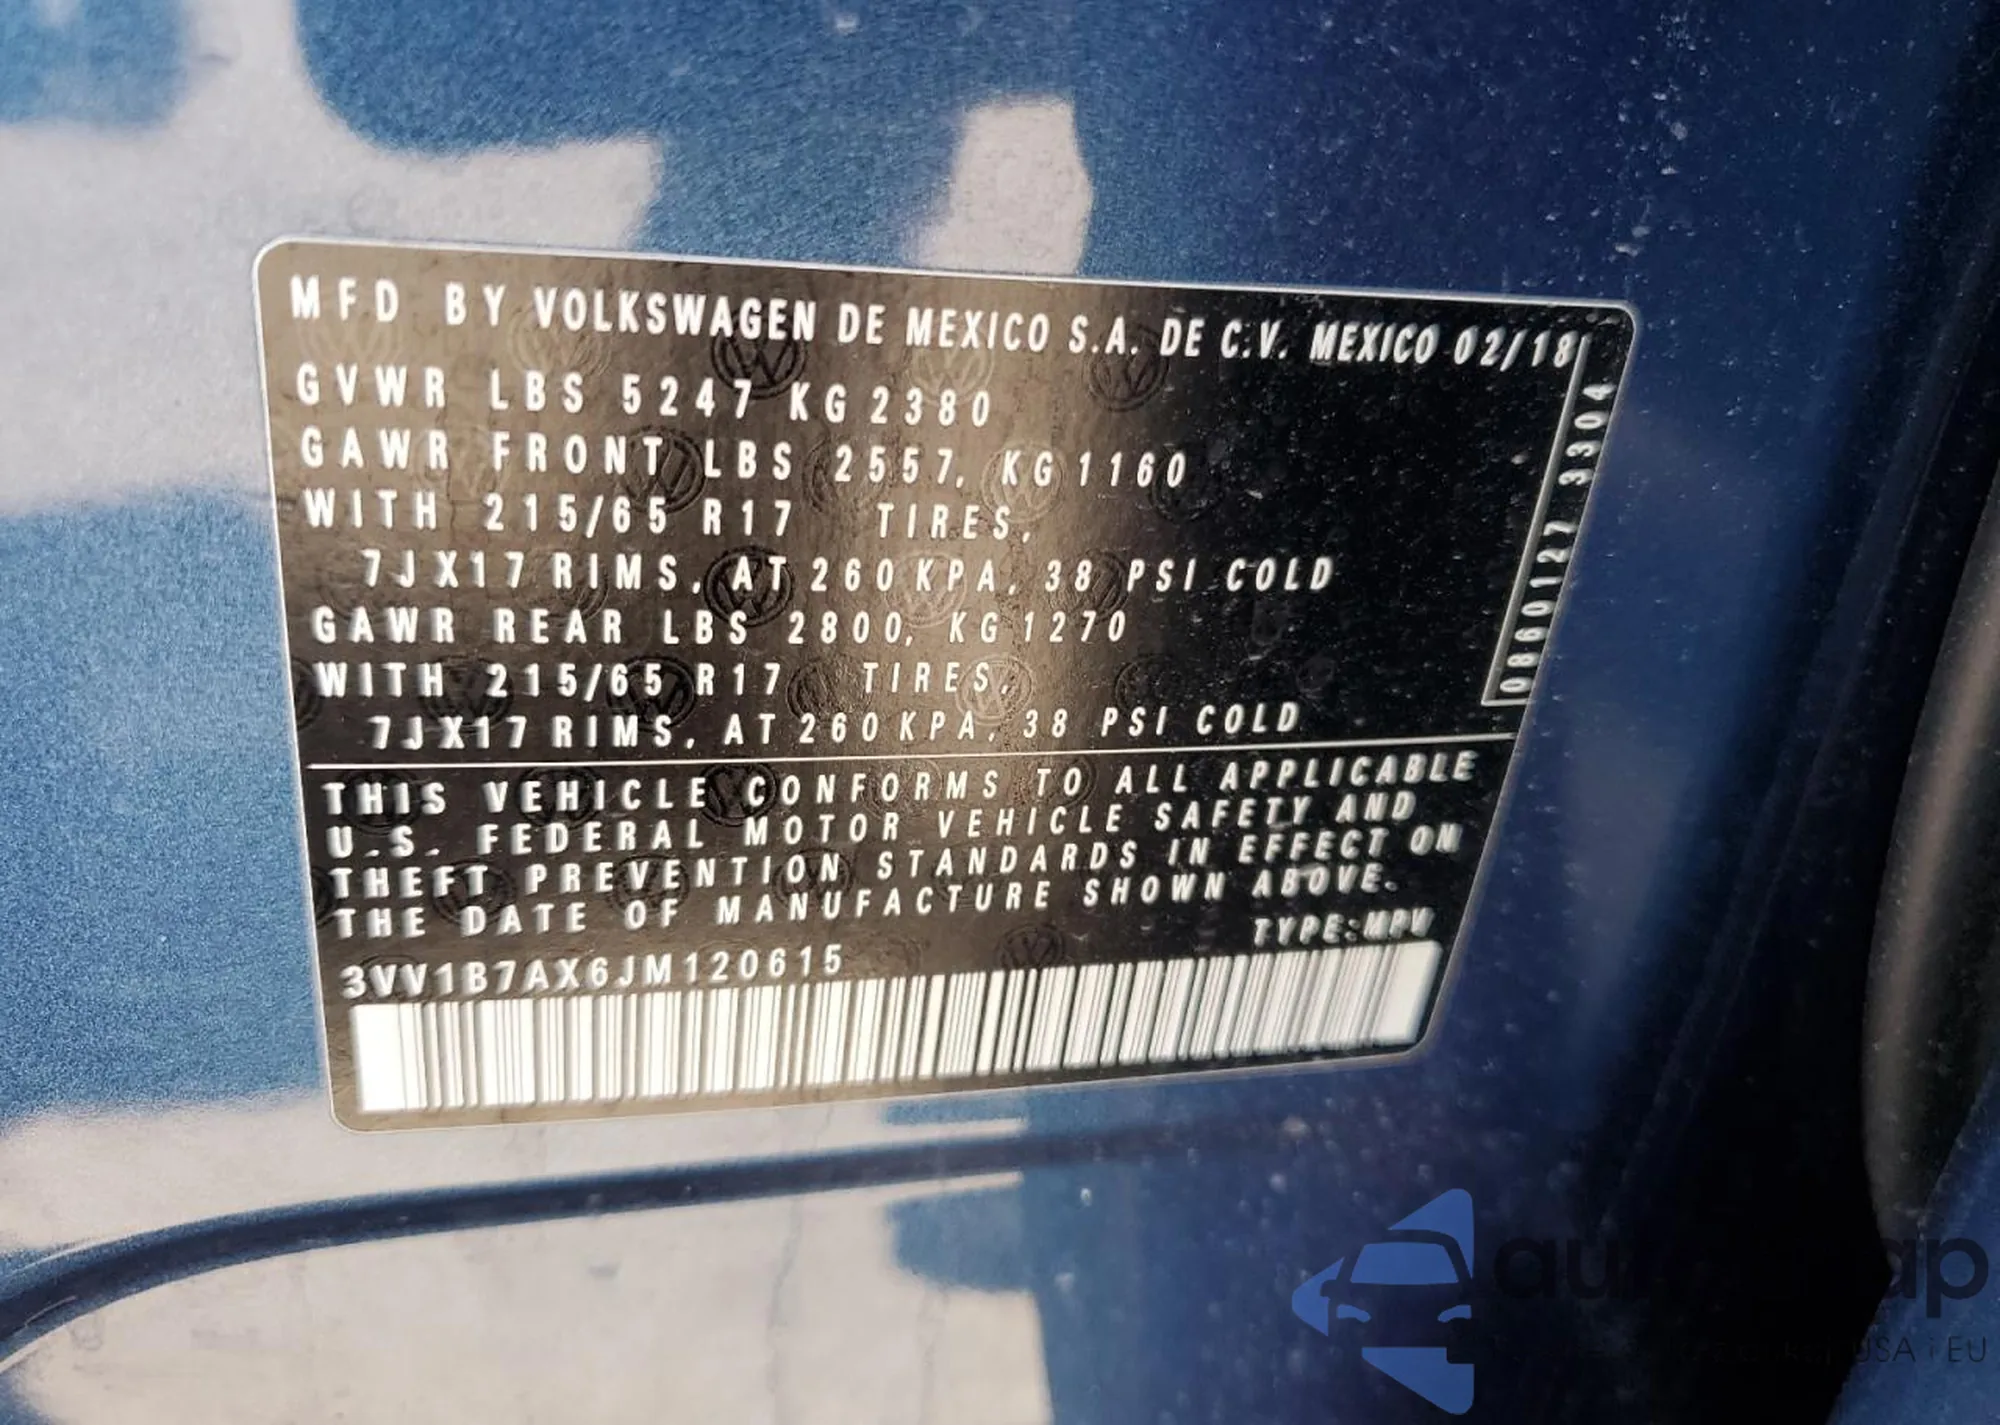 MFD BY VOLKSWAGEN DE MEXICO S.A. DE C.V. MEXICO 02/18
GVWR LBS 5247 KG 2380
GAWR FRONT LBS 2557, KG 1160
WITH 215/65 R17 TIRES,
7JX17 RIMS, AT 260 KPA, 38 PSI COLD
GAWR REAR LBS 2800, KG 1270
WITH 215/65 R17 TIRES,
7JX17 RIMS, AT 260 KPA, 38 PSI COLD
0860127 3304
THIS VEHICLE CONFORMS TO ALL APPLICABLE
U.S. FEDERAL MOTOR VEHICLE SAFETY AND
THEFT PREVENTION STANDARDS IN EFFECT ON
THE DATE OF MANUFACTURE SHOWN ABOVE.
TYPE:MPV
3VV1B7AX6JM120615
USA i EU